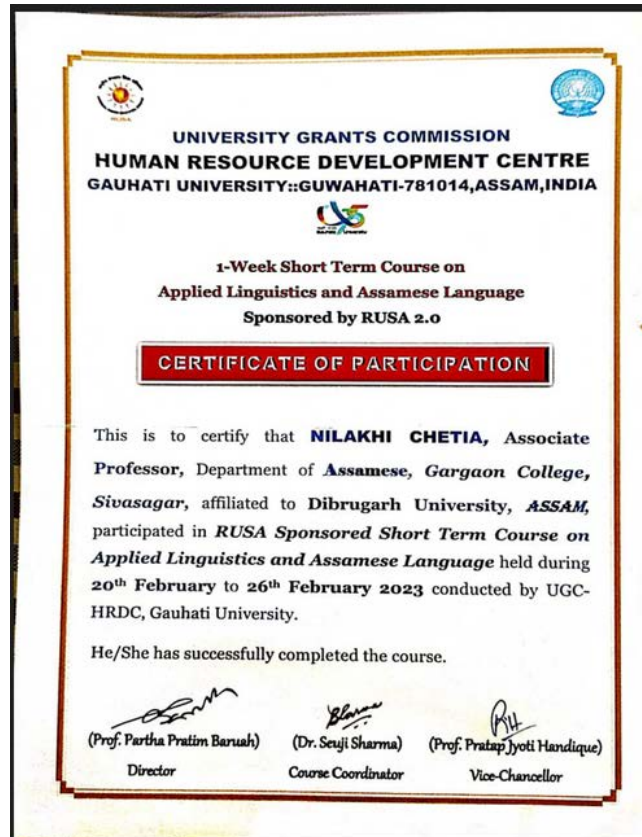 RUSA
UNIVERSITY GRANTS COMMISSION
HUMAN RESOURCE DEVELOPMENT CENTRE
GAUHATI UNIVERSITY::GUWAHATI-781014,ASSAM,INDIA
1-Week Short Term Course on
Applied Linguistics and Assamese Language
Sponsored by RUSA 2.0
CERTIFICATE OF PARTICIPATION
This is to certify that NILAKHI CHETIA, Associate
Professor, Department of Assamese, Gargaon College,
Sivasagar, affiliated to Dibrugarh University, ASSAM,
participated in RUSA Sponsored Short Term Course on
Applied Linguistics and Assamese Language held during
20th February to 26th February 2023 conducted by UGC-
HRDC, Gauhati University.
He/She has successfully completed the course.
(Prof. Partha Pratim Baruah) (Dr. Seuji Sharma) (Prof. Pratap Jyoti Handique)
Director Course Coordinator Vice-Chancellor